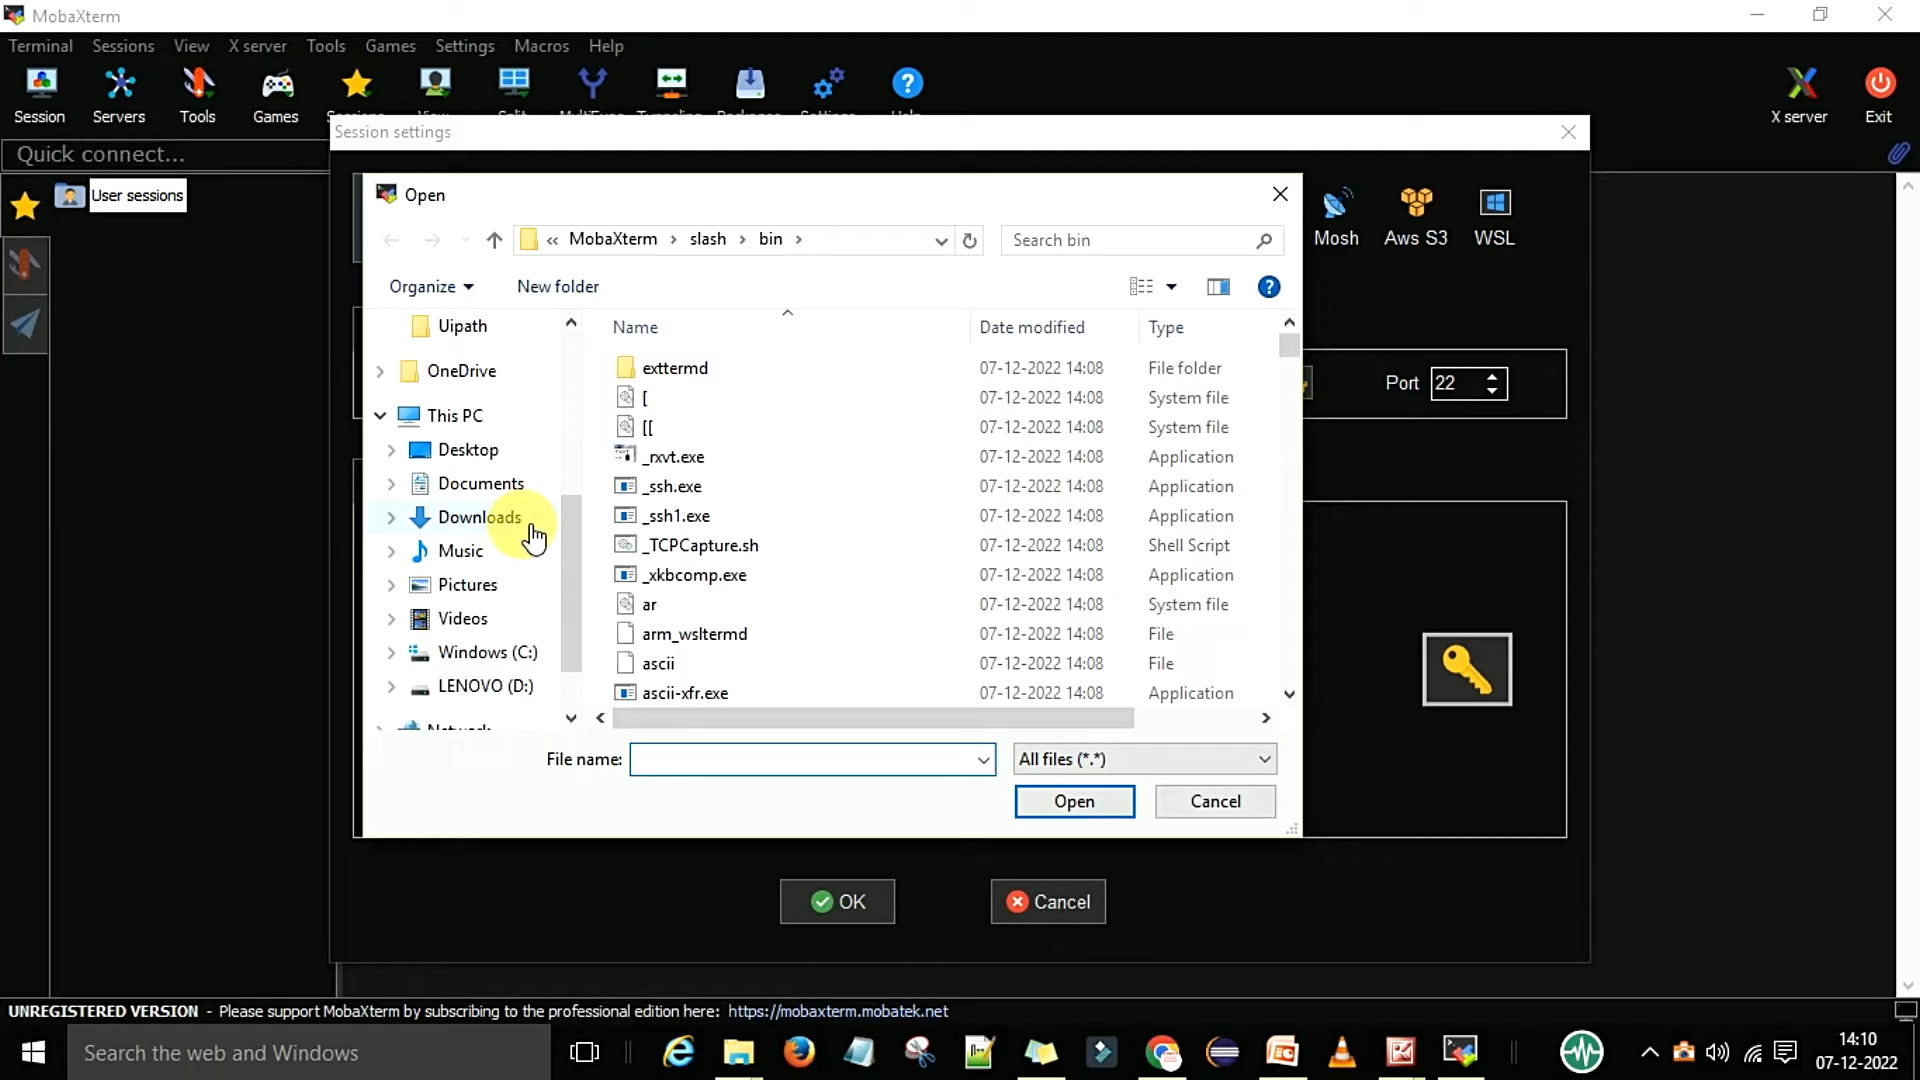 MobaXterm
Terminal Sessions View X server Tools Games Settings Macros Help
Session Servers Tools Games X server Exit
Session settings
Quick connect...
User sessions
Open
« MobaXterm > slash > bin >
Search bin
Mosh Aws S3 WSL
Organize New folder
Uipath
OneDrive
This PC
Desktop
Documents
Downloads
Music
Pictures
Videos
Windows (C:)
LENOVO (D:)
Name Date modified Type
exttermd 07-12-2022 14:08 File folder
[ 07-12-2022 14:08 System file
[[ 07-12-2022 14:08 System file
_rxvt.exe 07-12-2022 14:08 Application
_ssh.exe 07-12-2022 14:08 Application
_ssh1.exe 07-12-2022 14:08 Application
_TCPCapture.sh 07-12-2022 14:08 Shell Script
_xkbcomp.exe 07-12-2022 14:08 Application
ar 07-12-2022 14:08 System file
arm_wsltermd 07-12-2022 14:08 File
ascii 07-12-2022 14:08 File
ascii-xfr.exe 07-12-2022 14:08 Application
Port 22
File name: All files (*.*)
Open Cancel
OK Cancel
UNREGISTERED VERSION - Please support MobaXterm by subscribing to the professional edition here: https://mobaxterm.mobatek.net
Search the web and Windows
14:10
07-12-2022